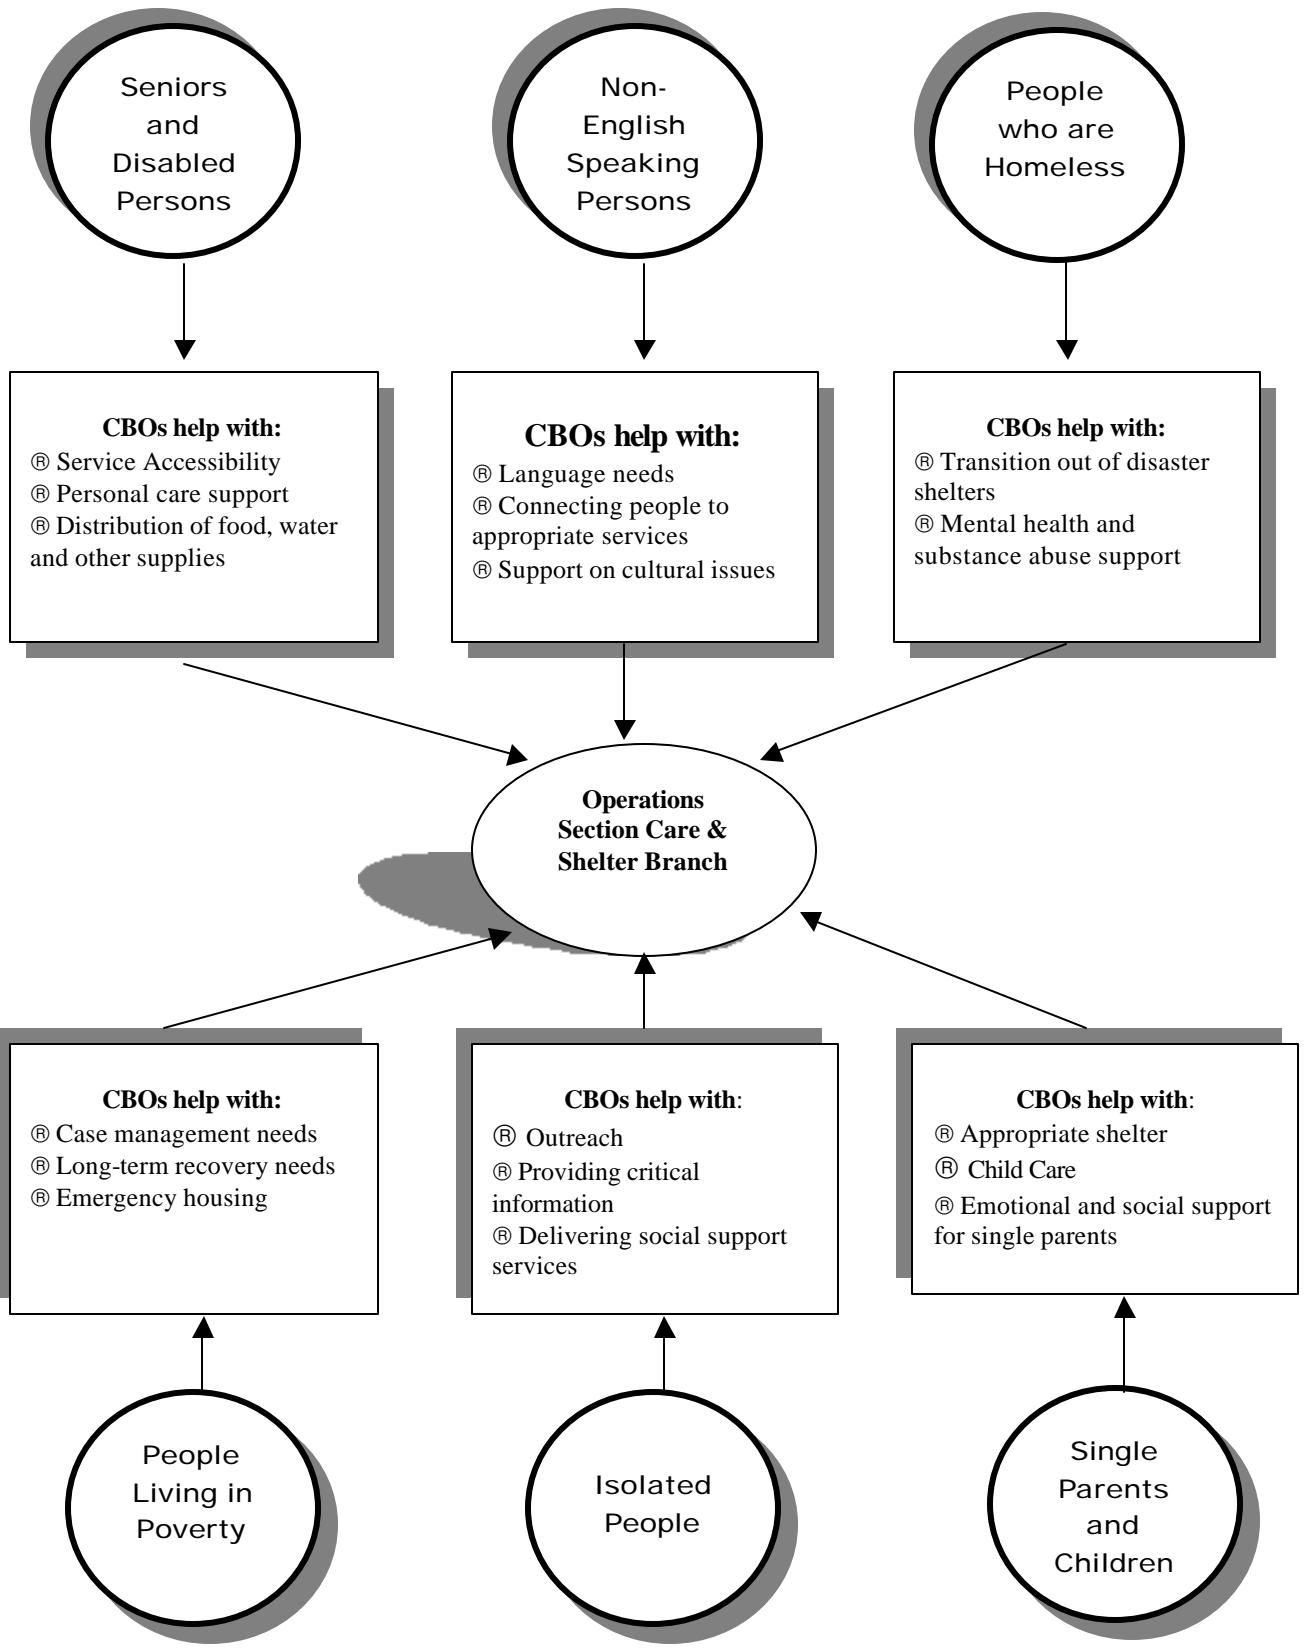 Seniors
and
Disabled
Persons
Non-
English
Speaking
Persons
People
who are
Homeless
CBOs help with:
® Service Accessibility
® Personal care support
® Distribution of food, water
and other supplies
CBOs help with:
® Language needs
® Connecting people to
appropriate services
® Support on cultural issues
CBOs help with:
® Transition out of disaster
shelters
® Mental health and
substance abuse support
Operations
Section Care &
Shelter Branch
CBOs help with:
® Case management needs
® Long-term recovery needs
® Emergency housing
CBOs help with:
® Outreach
® Providing critical
information
® Delivering social support
services
CBOs help with:
® Appropriate shelter
® Child Care
® Emotional and social support
for single parents
People
Living in
Poverty
Isolated
People
Single
Parents
and
Children